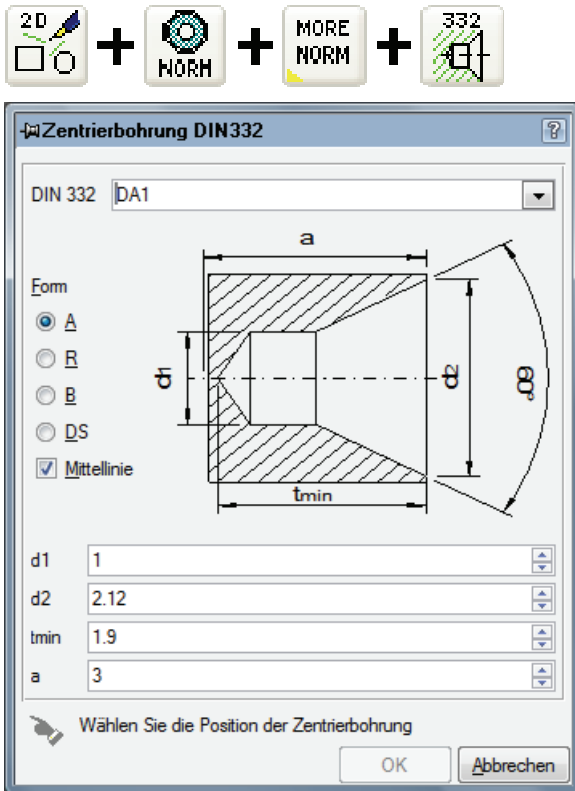 2D
+
NORM
+
MORE
NORM
+
332
Zentrierbohrung DIN332
?
DIN 332 DA1
Form
A
R
B
DS
Mittellinie
a
d1
d2
60°
tmin
d1 1
d2 2.12
tmin 1.9
a 3
Wählen Sie die Position der Zentrierbohrung
OK Abbrechen